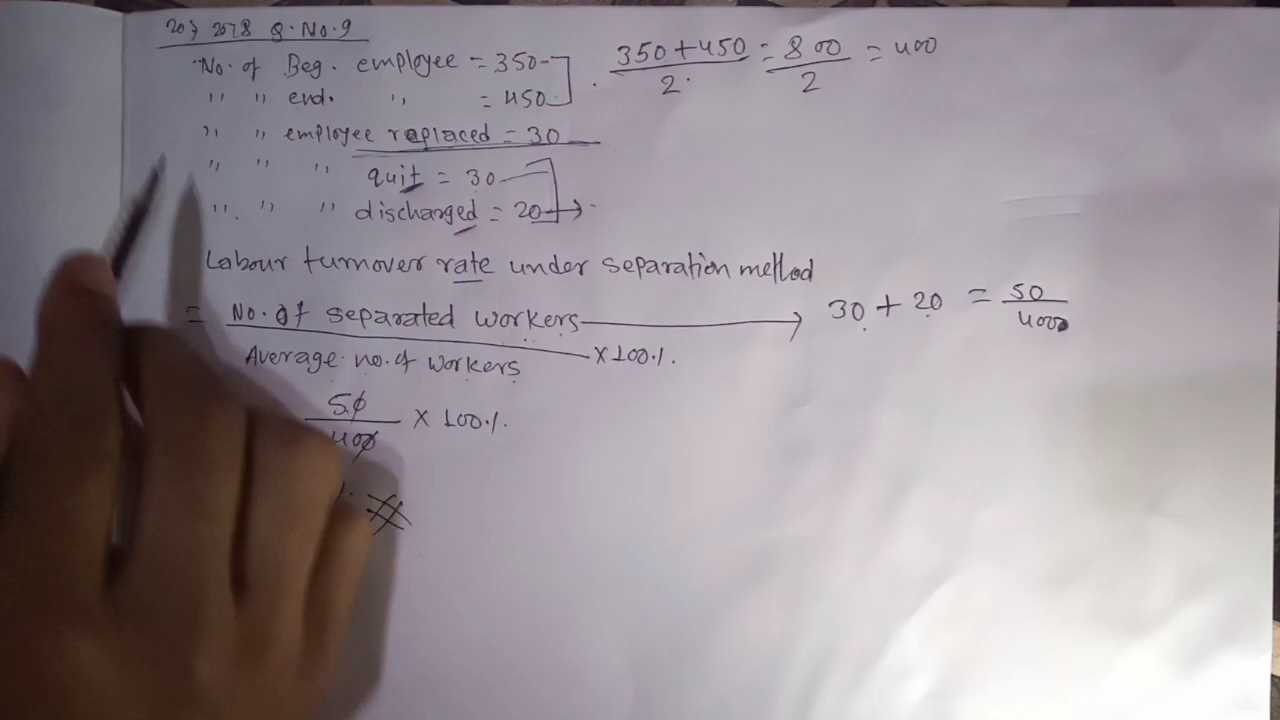 2078 Q.No.9
No. of Beg. employee = 350
" " end. " = 450
350+450 / 2 = 800 / 2 = 400
" " employee replaced = 30
" " " quit = 30
" " " discharged = 20
Labour turnover rate under separation method
= No. of separated workers → 30 + 20 = 50 / 400
Average no. of workers × 100%.
50 / 400 × 100%.